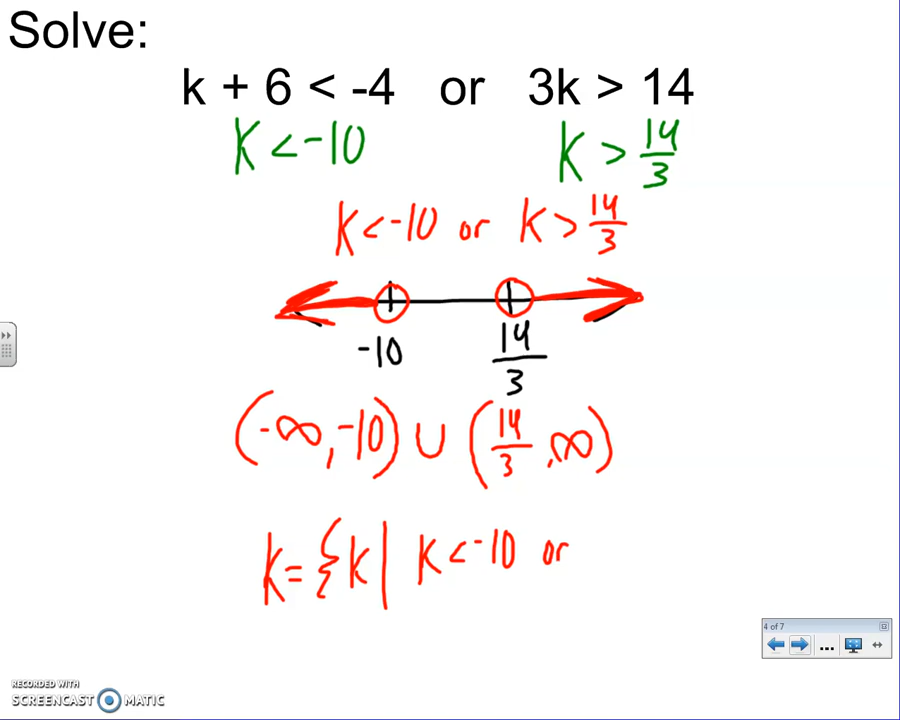 Solve:
k + 6 < -4 or 3k > 14
K < -10 K > 14/3
K < -10 or K > 14/3
-10 14/3
(-∞, -10) ∪ (14/3, ∞)
K = {K | K < -10 or
4 of 7
RECORDED WITH
SCREENCAST MATIC